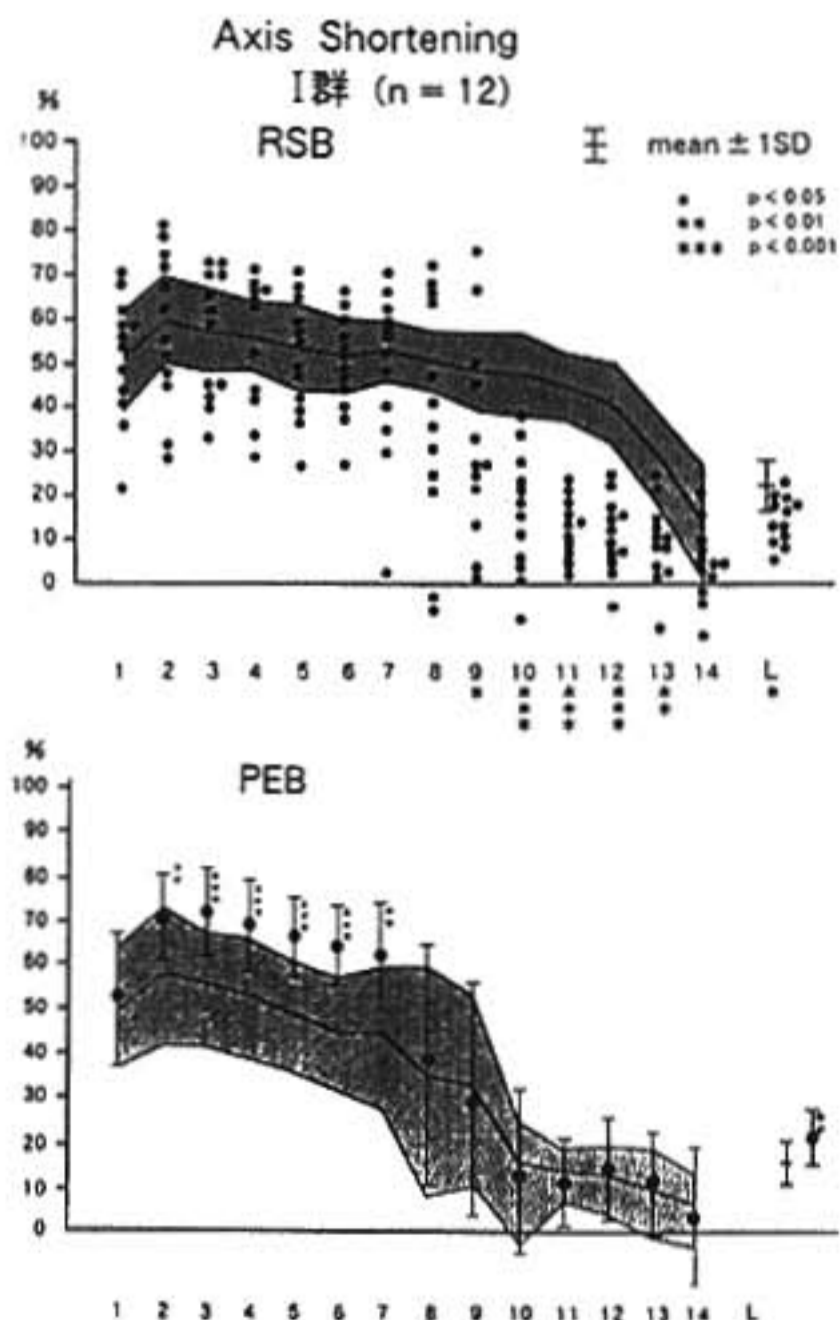 Axis Shortening
I群 (n = 12)
%
RSB
mean ± 1SD
• p < 0.05
•• p < 0.01
••• p < 0.001
100
90
80
70
60
50
40
30
20
10
0
1 2 3 4 5 6 7 8 9 10 11 12 13 14 L
%
PEB
100
90
80
70
60
50
40
30
20
10
0
1 2 3 4 5 6 7 8 9 10 11 12 13 14 L